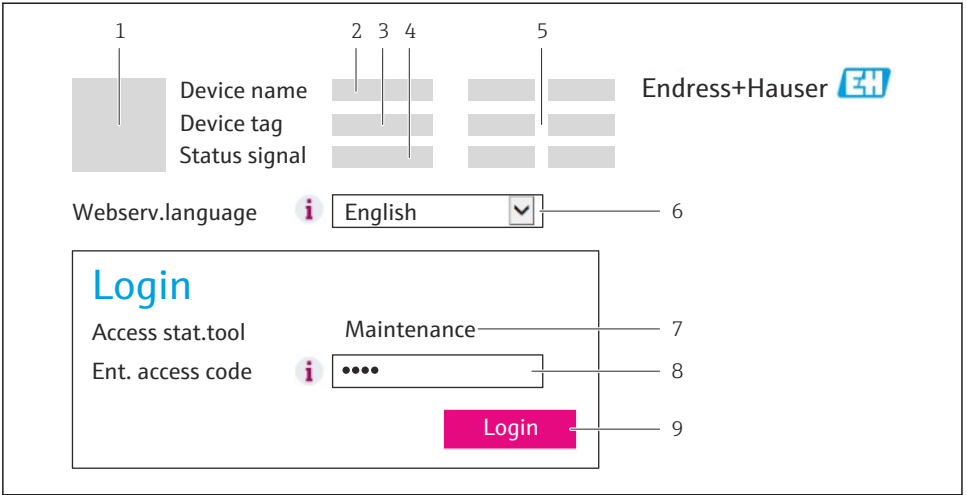 1 2 3 4 5
Device name
Endress+Hauser EH
Device tag
Status signal
Webserv.language i English 6
Login
Access stat.tool Maintenance 7
Ent. access code i •••• 8
Login 9